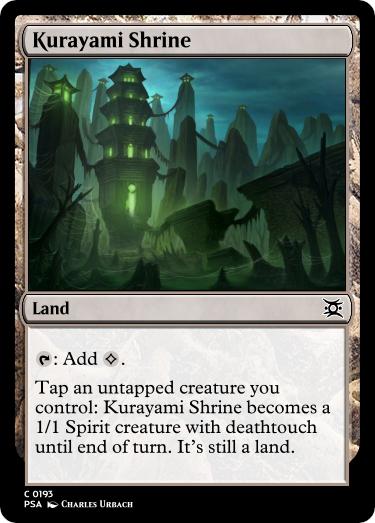 Kurayami Shrine
Land
: Add .
Tap an untapped creature you
control: Kurayami Shrine becomes a
1/1 Spirit creature with deathtouch
until end of turn. It's still a land.
C 0193
PSA Charles Urbach